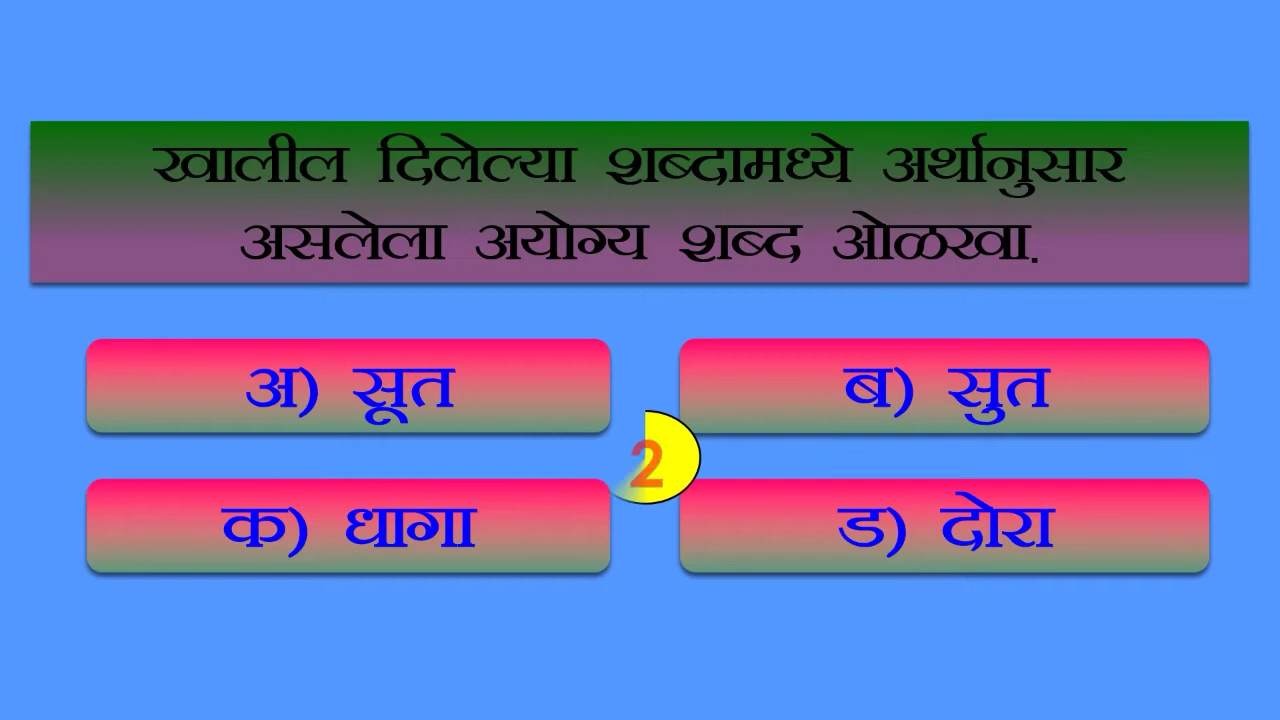 खालील दिलेल्या शब्दामध्ये अर्थानुसार
असलेला अयोग्य शब्द ओळखा.
अ) सूत
ब) सुत
2
क) धागा
ड) दोरा